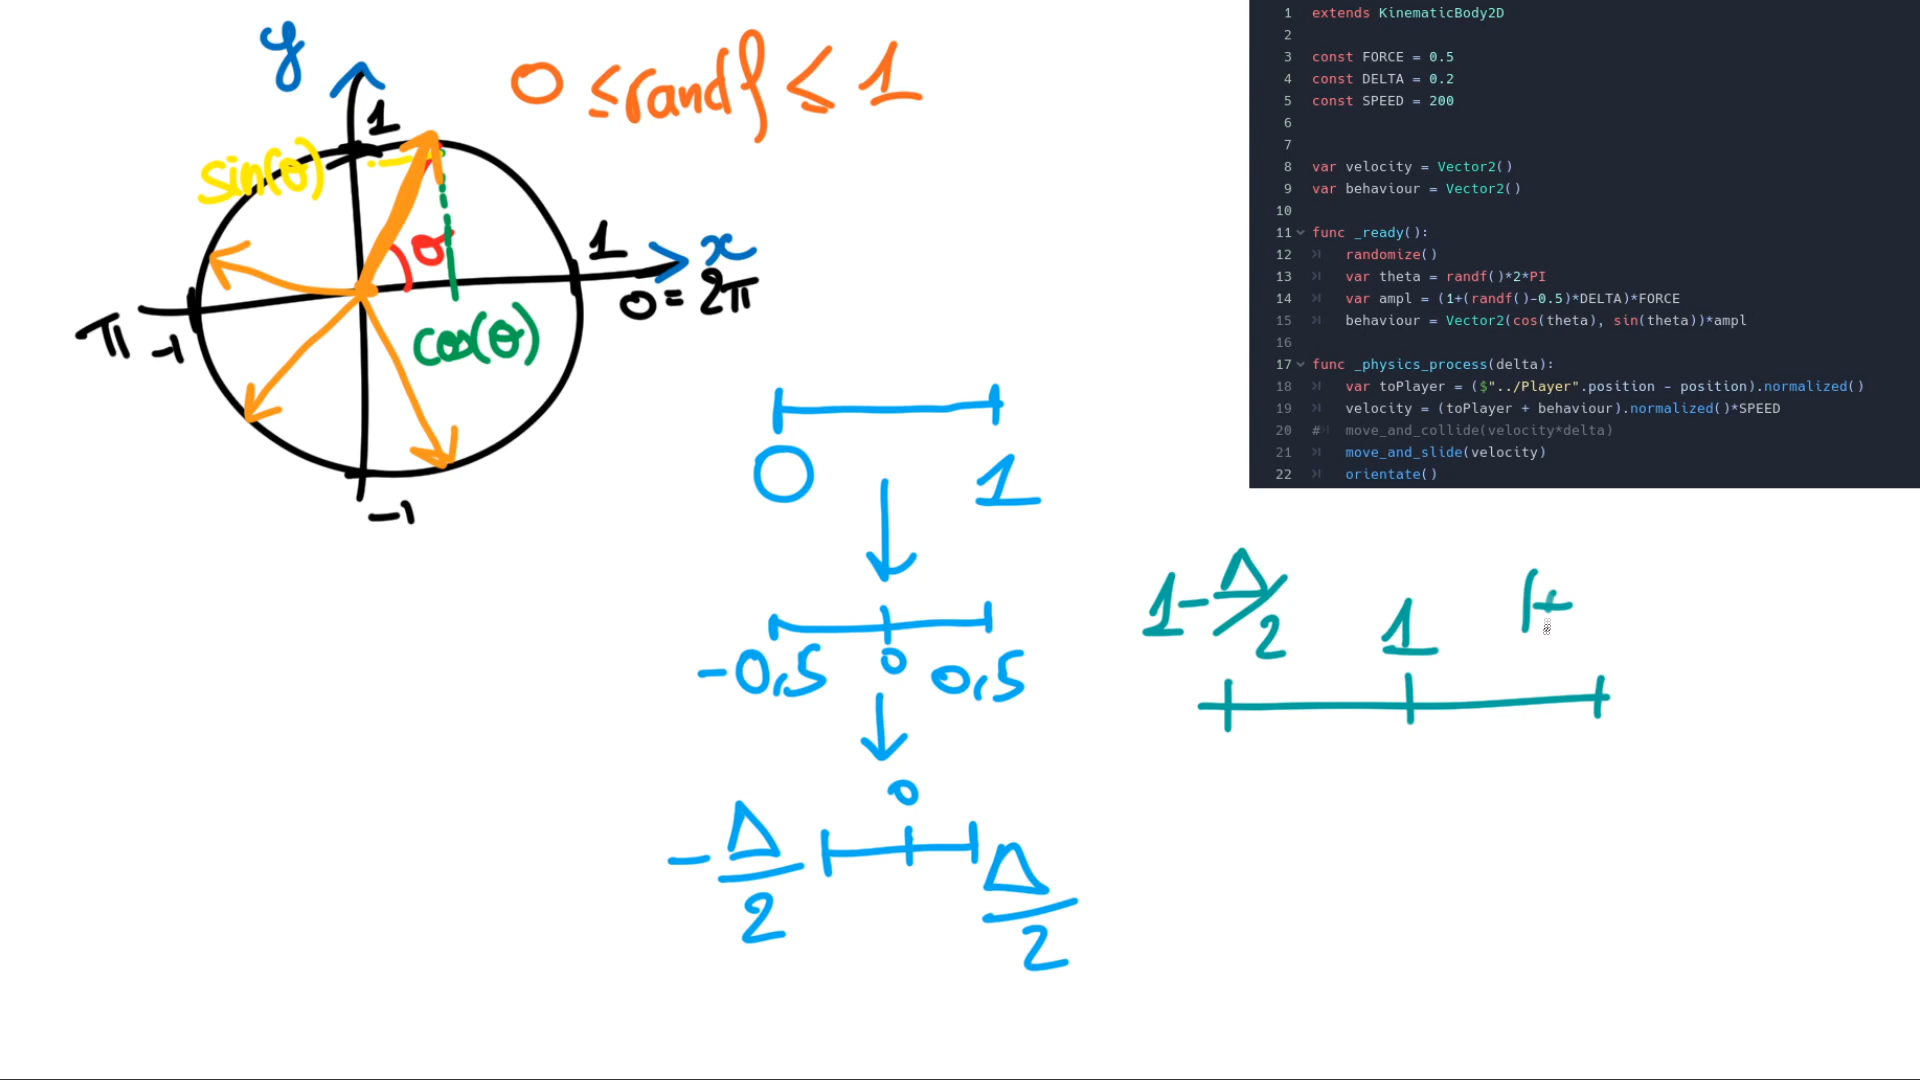 y
0 ≤ randf ≤ 1
1
sin(θ)
θ
1
x
0 = 2π
π
-1
cos(θ)
-1
0 1
-0,5 0 0,5
0
-Δ/2 Δ/2
1-Δ/2 1 1+
1 extends KinematicBody2D
2
3 const FORCE = 0.5
4 const DELTA = 0.2
5 const SPEED = 200
6
7
8 var velocity = Vector2()
9 var behaviour = Vector2()
10
11 func _ready():
12 randomize()
13 var theta = randf()*2*PI
14 var ampl = (1+(randf()-0.5)*DELTA)*FORCE
15 behaviour = Vector2(cos(theta), sin(theta))*ampl
16
17 func _physics_process(delta):
18 var toPlayer = ($"../Player".position - position).normalized()
19 velocity = (toPlayer + behaviour).normalized()*SPEED
20 # move_and_collide(velocity*delta)
21 move_and_slide(velocity)
22 orientate()